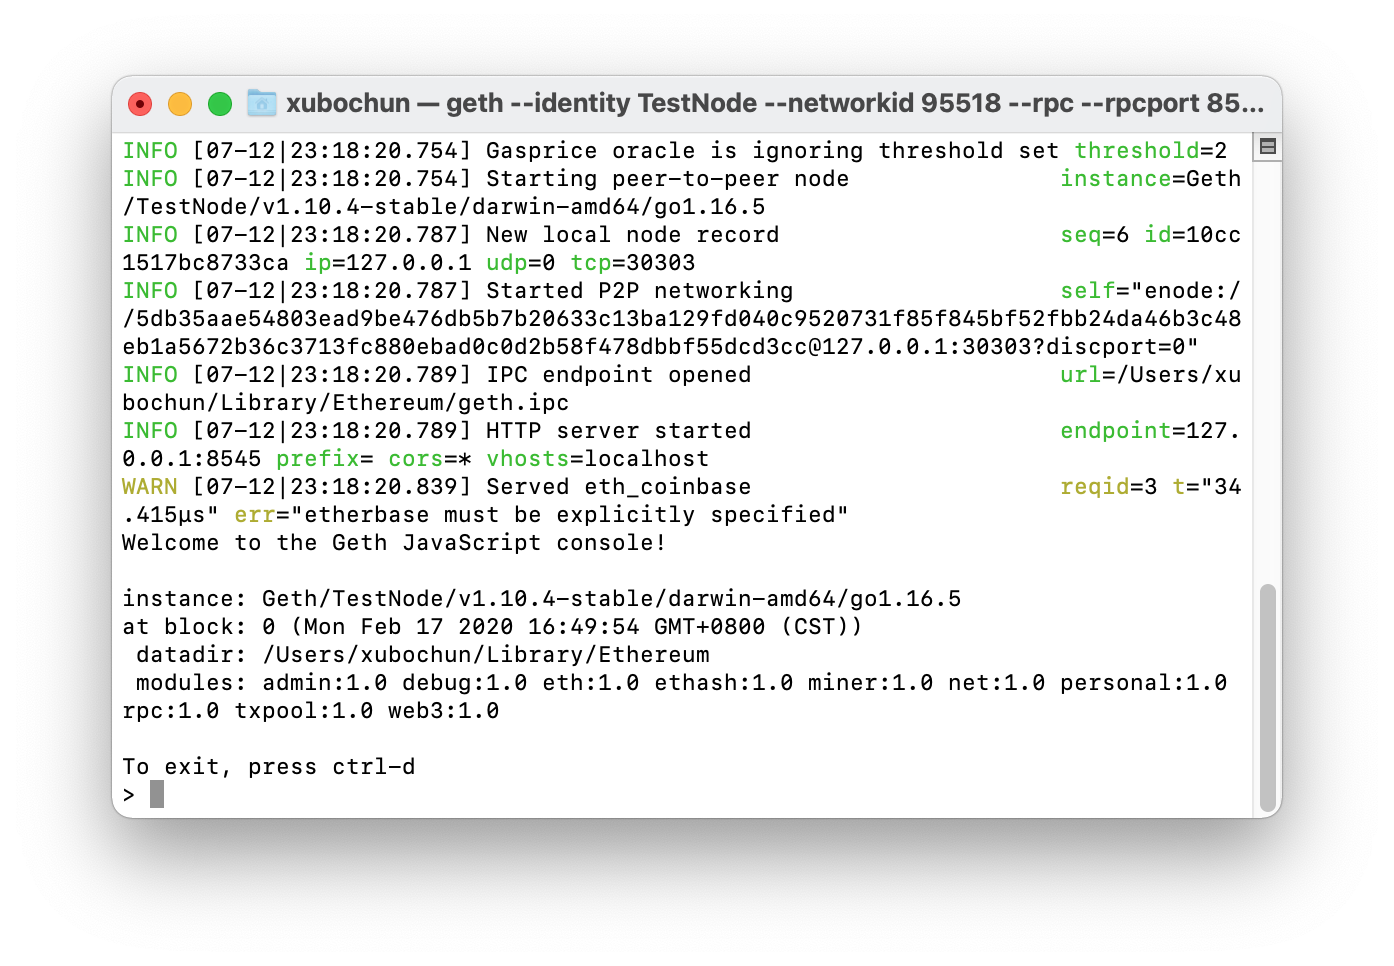 xubochun — geth --identity TestNode --networkid 95518 --rpc --rpcport 85...
INFO [07-12|23:18:20.754] Gasprice oracle is ignoring threshold set threshold=2
INFO [07-12|23:18:20.754] Starting peer-to-peer node               instance=Geth
/TestNode/v1.10.4-stable/darwin-amd64/go1.16.5
INFO [07-12|23:18:20.787] New local node record                    seq=6 id=10cc
1517bc8733ca ip=127.0.0.1 udp=0 tcp=30303
INFO [07-12|23:18:20.787] Started P2P networking                   self="enode:/
/5db35aae54803ead9be476db5b7b20633c13ba129fd040c9520731f85f845bf52fbb24da46b3c48
eb1a5672b36c3713fc880ebad0c0d2b58f478dbbf55dcd3cc@127.0.0.1:30303?discport=0"
INFO [07-12|23:18:20.789] IPC endpoint opened                      url=/Users/xu
bochun/Library/Ethereum/geth.ipc
INFO [07-12|23:18:20.789] HTTP server started                      endpoint=127.
0.0.1:8545 prefix= cors=* vhosts=localhost
WARN [07-12|23:18:20.839] Served eth_coinbase                      reqid=3 t="34
.415µs" err="etherbase must be explicitly specified"
Welcome to the Geth JavaScript console!
instance: Geth/TestNode/v1.10.4-stable/darwin-amd64/go1.16.5
at block: 0 (Mon Feb 17 2020 16:49:54 GMT+0800 (CST))
 datadir: /Users/xubochun/Library/Ethereum
 modules: admin:1.0 debug:1.0 eth:1.0 ethash:1.0 miner:1.0 net:1.0 personal:1.0
rpc:1.0 txpool:1.0 web3:1.0
To exit, press ctrl-d
>